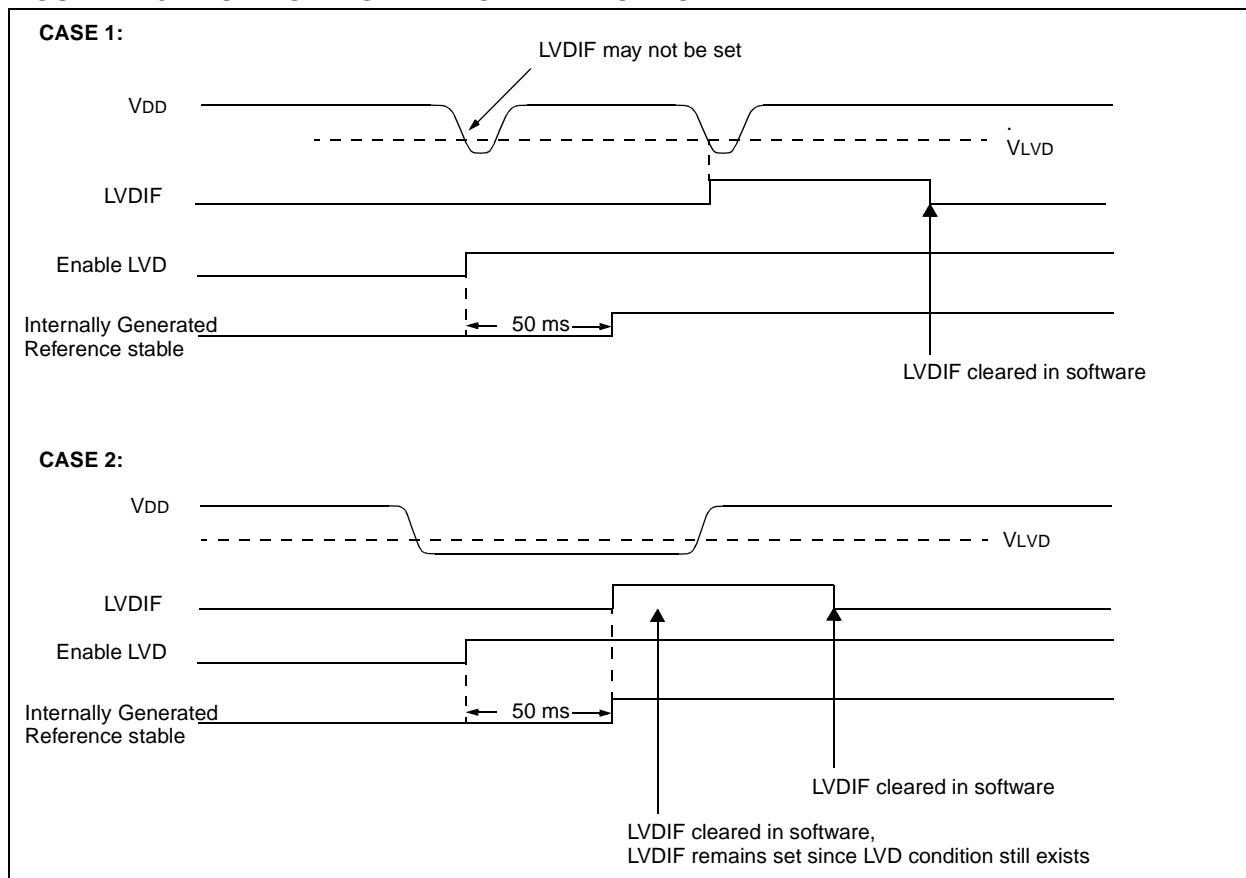 CASE 1:
LVDIF may not be set
VDD
.
VLVD
LVDIF
Enable LVD
50 ms
Internally Generated
Reference stable
LVDIF cleared in software
CASE 2:
VDD
VLVD
LVDIF
Enable LVD
50 ms
Internally Generated
Reference stable
LVDIF cleared in software
LVDIF cleared in software,
LVDIF remains set since LVD condition still exists